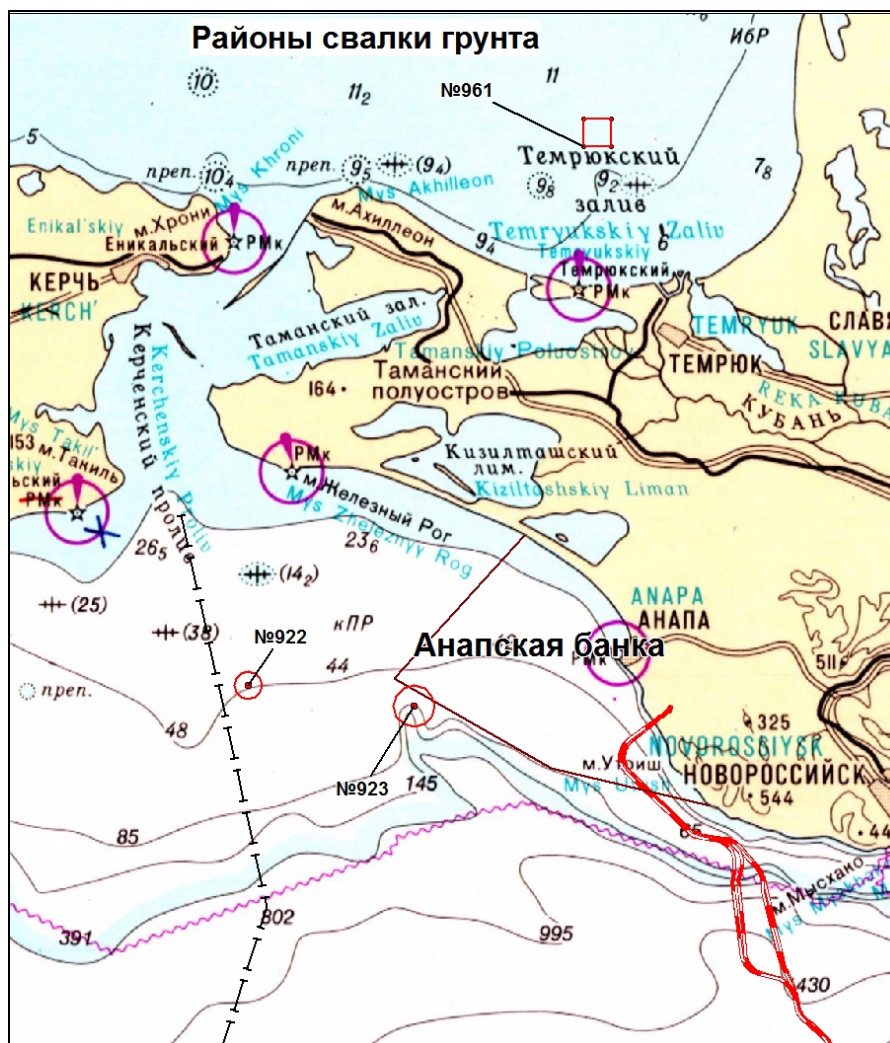 Районы свалки грунта
ИбР
10
11₂
11
№961
5
преп.
10₄
Mys Khroni
преп.
9₅
(9₄)
Mys Akhilleon
Темрюкский
9₈
9₂
залив
7₈
Enikal'skiy
м.Хрони
Еникальский
РМк
м.Ахиллеон
9₄
Temryukskiy Zaliv
6
Temryukskiy
Темрюкский
РМк
КЕРЧЬ
KERCH'
Таманский зал.
Tamanskiy Zaliv
TEMRYUK
СЛАВЯ
SLAVYA
Керченский пролив
Kerchenskiy Proliv
Tamanskiy Poluostrov
Таманский
полуостров
164
ТЕМРЮК
REKA KUBA
КУБАНЬ
Mys Takil'
153
м.Такиль
skiy
ьский
РМк
РМк
м.Железный Рог
Mys Zheleznyy Rog
Кизилташский
лим.
Kiziltashskiy Liman
26₅
23₆
(14₂)
(25)
(38)
кПР
№922
44
преп.
48
ANAPA
АНАПА
Анапская банка
РМк
511
325
NOVOROSSIYSK
НОВОРОССИЙСК
544
м.Утриш
Mys Utrish
№923
145
85
65
44
м.Мысхако
802
391
995
430